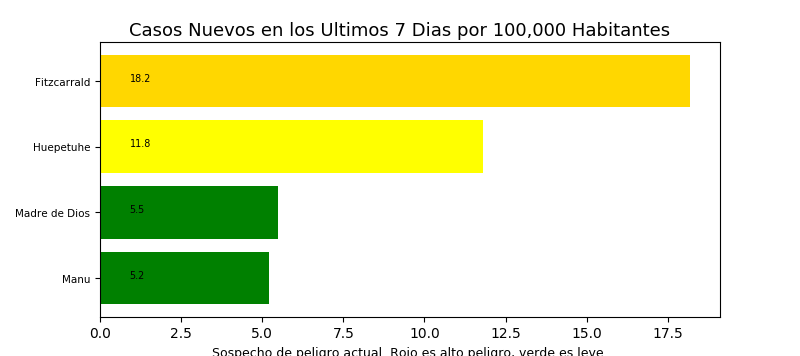 Casos Nuevos en los Ultimos 7 Dias por 100,000 Habitantes
Fitzcarrald 18.2
Huepetuhe 11.8
Madre de Dios 5.5
Manu 5.2
0.0 2.5 5.0 7.5 10.0 12.5 15.0 17.5
Sospecho de peligro actual. Rojo es alto peligro, verde es leve